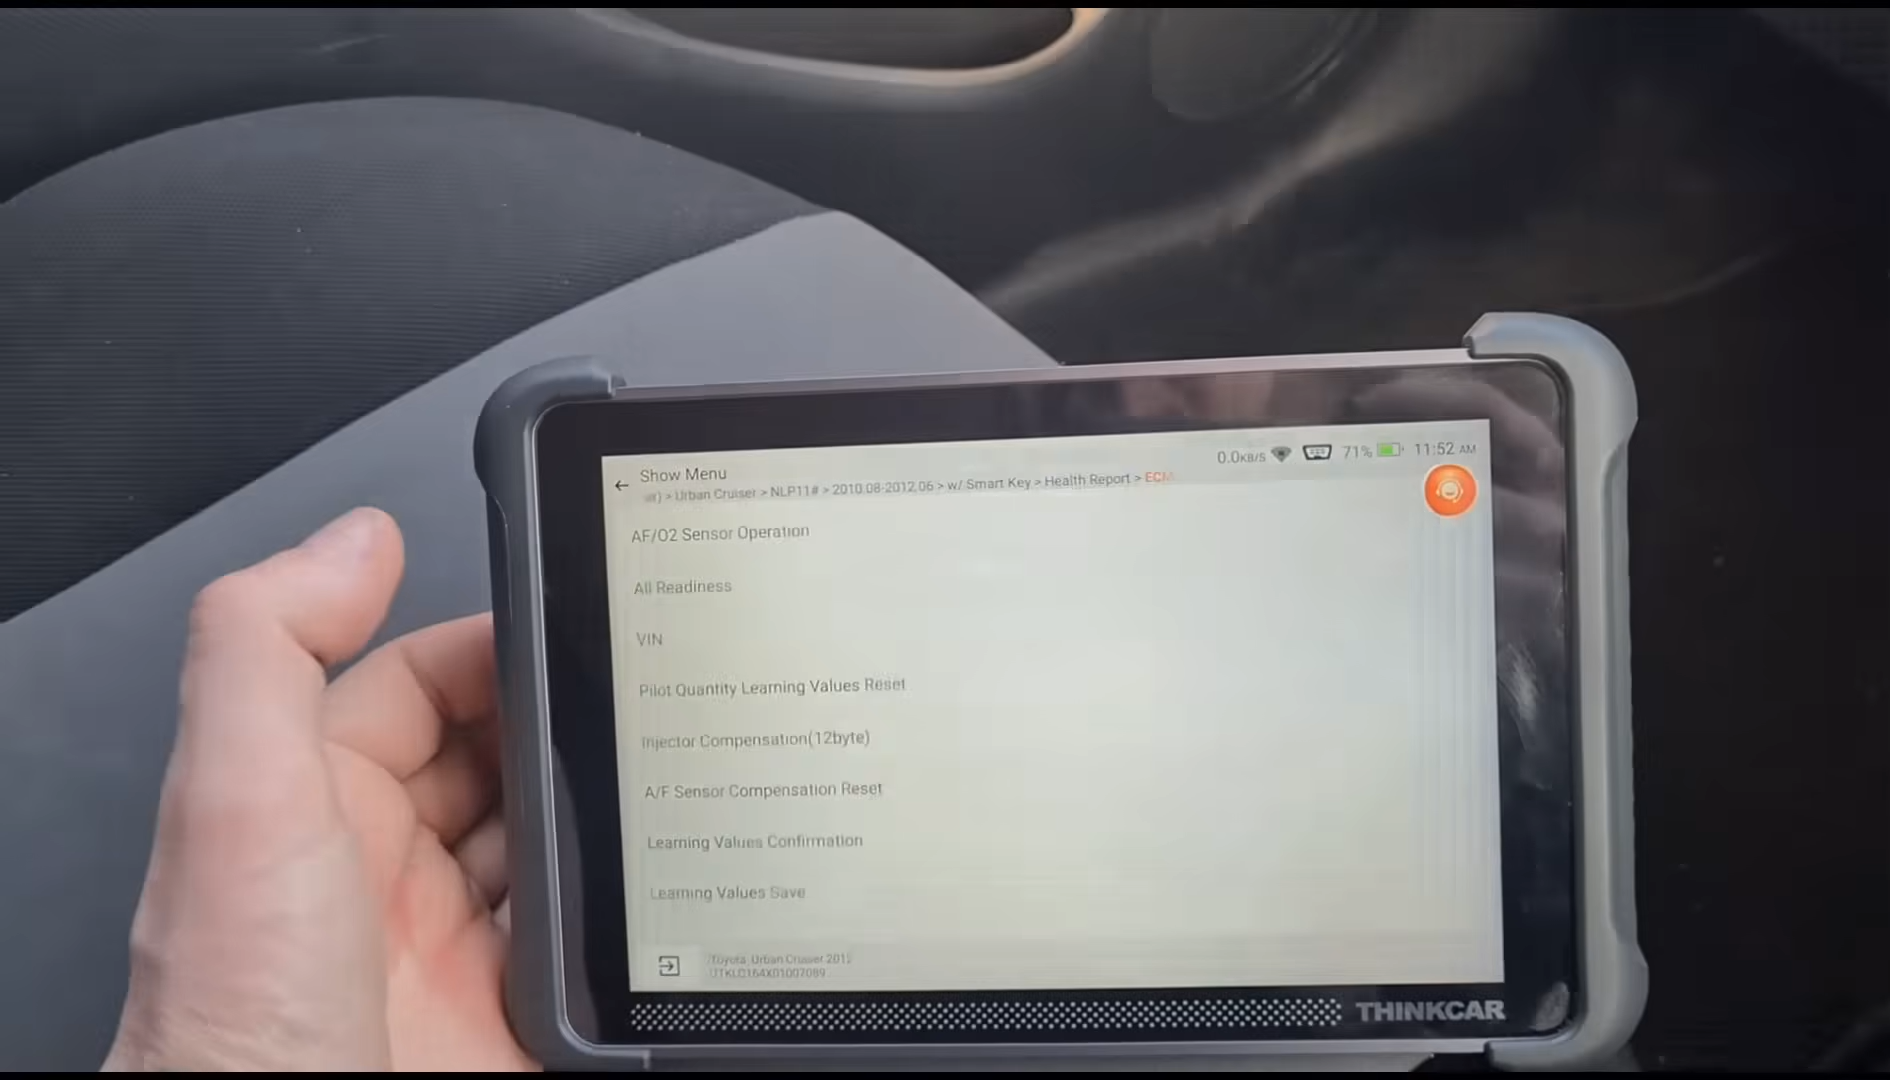 Show Menu
0.0KB/S 71% 11:52 AM
> Urban Cruiser > NLP11# > 2010.08-2012.06 > w/ Smart Key > Health Report > ECM
AF/O2 Sensor Operation
All Readiness
VIN
Pilot Quantity Learning Values Reset
Injector Compensation(12byte)
A/F Sensor Compensation Reset
Learning Values Confirmation
Learning Values Save
Toyota Urban Cruiser
THINKCAR